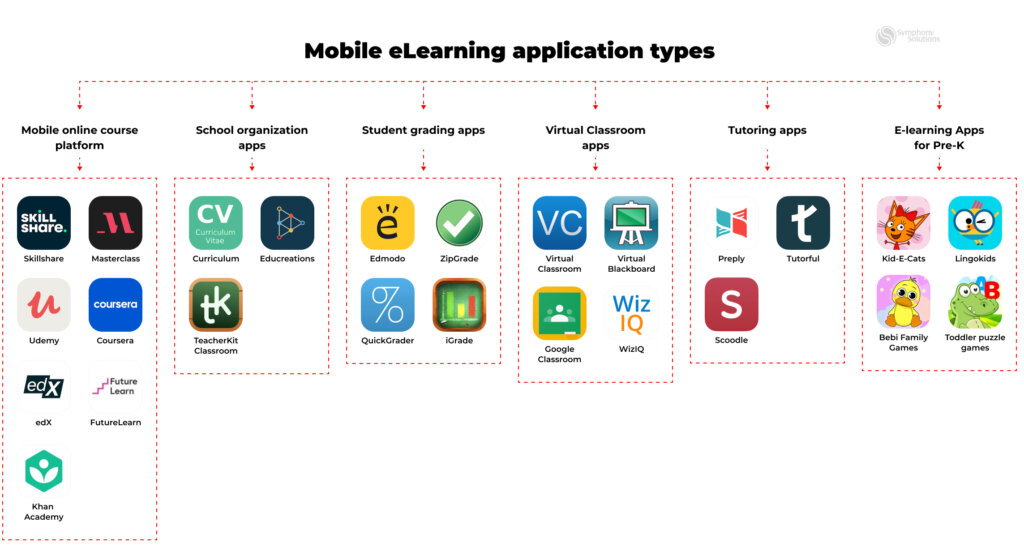 Symphony
Solutions
Mobile eLearning application types
Mobile online course
platform
School organization
apps
Student grading apps
Virtual Classroom
apps
Tutoring apps
E-learning Apps
for Pre-K
SKILL
SHARE.
Skillshare
Masterclass
Udemy
coursera
Coursera
edX
edX
Future
Learn
FutureLearn
Khan
Academy
CV
Curriculum
Vitae
Curriculum
Educreations
tk
TeacherKit
Classroom
e
Edmodo
ZipGrade
%
QuickGrader
iGrade
VC
Virtual
Classroom
Virtual
Blackboard
Google
Classroom
Wiz
IQ
WizIQ
Preply
t
Tutorful
S
Scoodle
Kid-E-Cats
Lingokids
Bebi Family
Games
A
B
Toddler puzzle
games